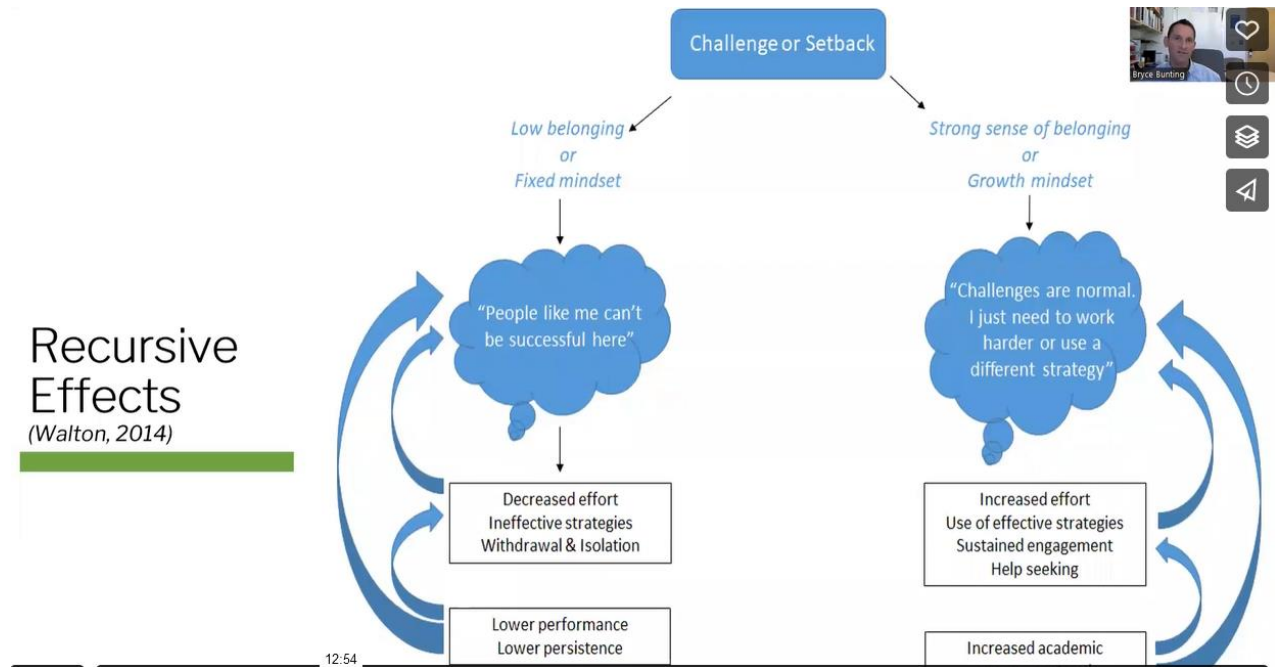 Challenge or Setback
Bryce Bunting
Low belonging
or
Fixed mindset
Strong sense of belonging
or
Growth mindset
“People like me can’t
be successful here”
“Challenges are normal.
I just need to work
harder or use a
different strategy”
Recursive
Effects
(Walton, 2014)
Decreased effort
Ineffective strategies
Withdrawal & Isolation
Increased effort
Use of effective strategies
Sustained engagement
Help seeking
Lower performance
Lower persistence
Increased academic
12:54